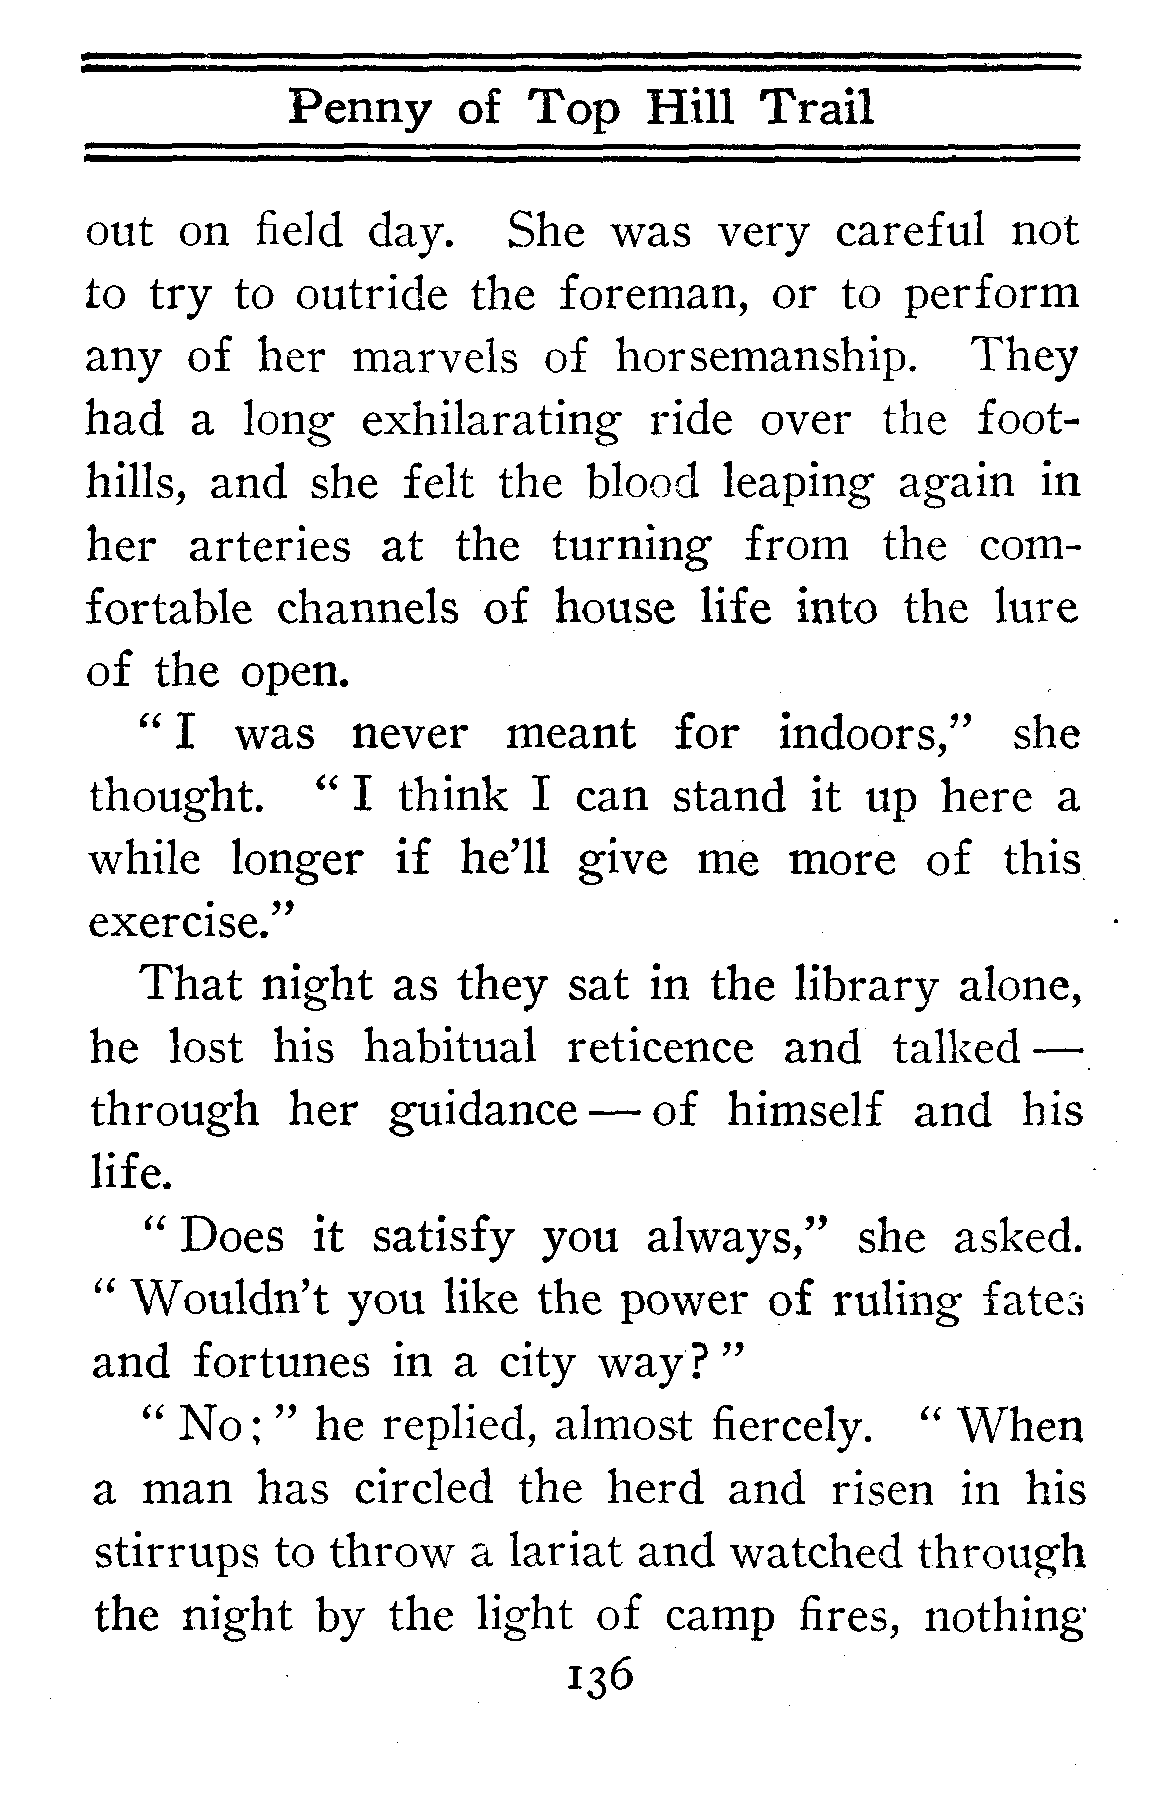 Penny of Top Hill Trail
out on field day. She was very careful not
to try to outride the foreman, or to perform
any of her marvels of horsemanship. They
had a long exhilarating ride over the foot-
hills, and she felt the blood leaping again in
her arteries at the turning from the com-
fortable channels of house life into the lure
of the open.
" I was never meant for indoors," she
thought. " I think I can stand it up here a
while longer if he'll give me more of this
exercise."
That night as they sat in the library alone,
he lost his habitual reticence and talked —
through her guidance — of himself and his
life.
" Does it satisfy you always," she asked.
" Wouldn't you like the power of ruling fates
and fortunes in a city way? "
" No; " he replied, almost fiercely. " When
a man has circled the herd and risen in his
stirrups to throw a lariat and watched through
the night by the light of camp fires, nothing
136